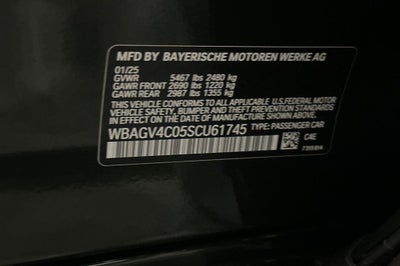 MFD BY BAYERISCHE MOTOREN WERKE AG
01/25
GVWR 5467 lbs 2480 kg
GAWR FRONT 2690 lbs 1220 kg
GAWR REAR 2987 lbs 1355 kg
THIS VEHICLE CONFORMS TO ALL APPLICABLE U.S. FEDERAL MOTOR
VEHICLE SAFETY, BUMPER AND THEFT PREVENTION STANDARDS
IN EFFECT ON THE DATE OF MANUFACTURE SHOWN ABOVE.
WBAGV4C05SCU61745 TYPE: PASSENGER CAR
C4E